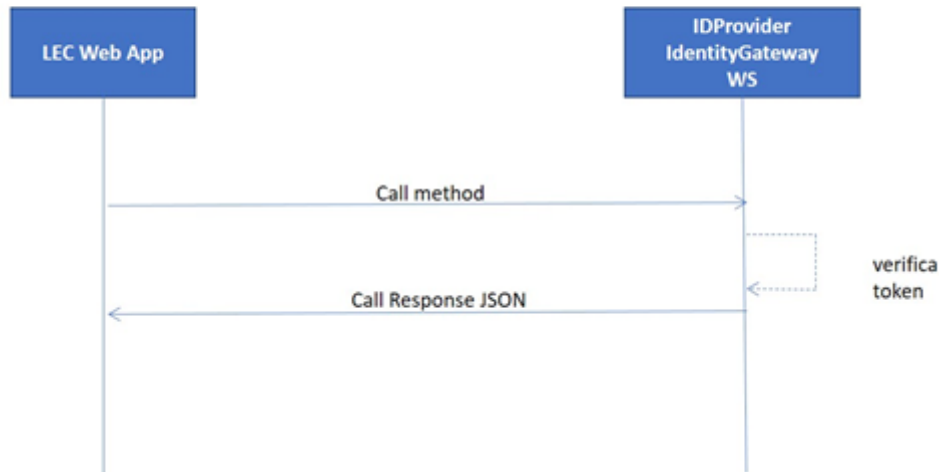 LEC Web App
IDProvider
IdentityGateway
WS
Call method
verifica
token
Call Response JSON